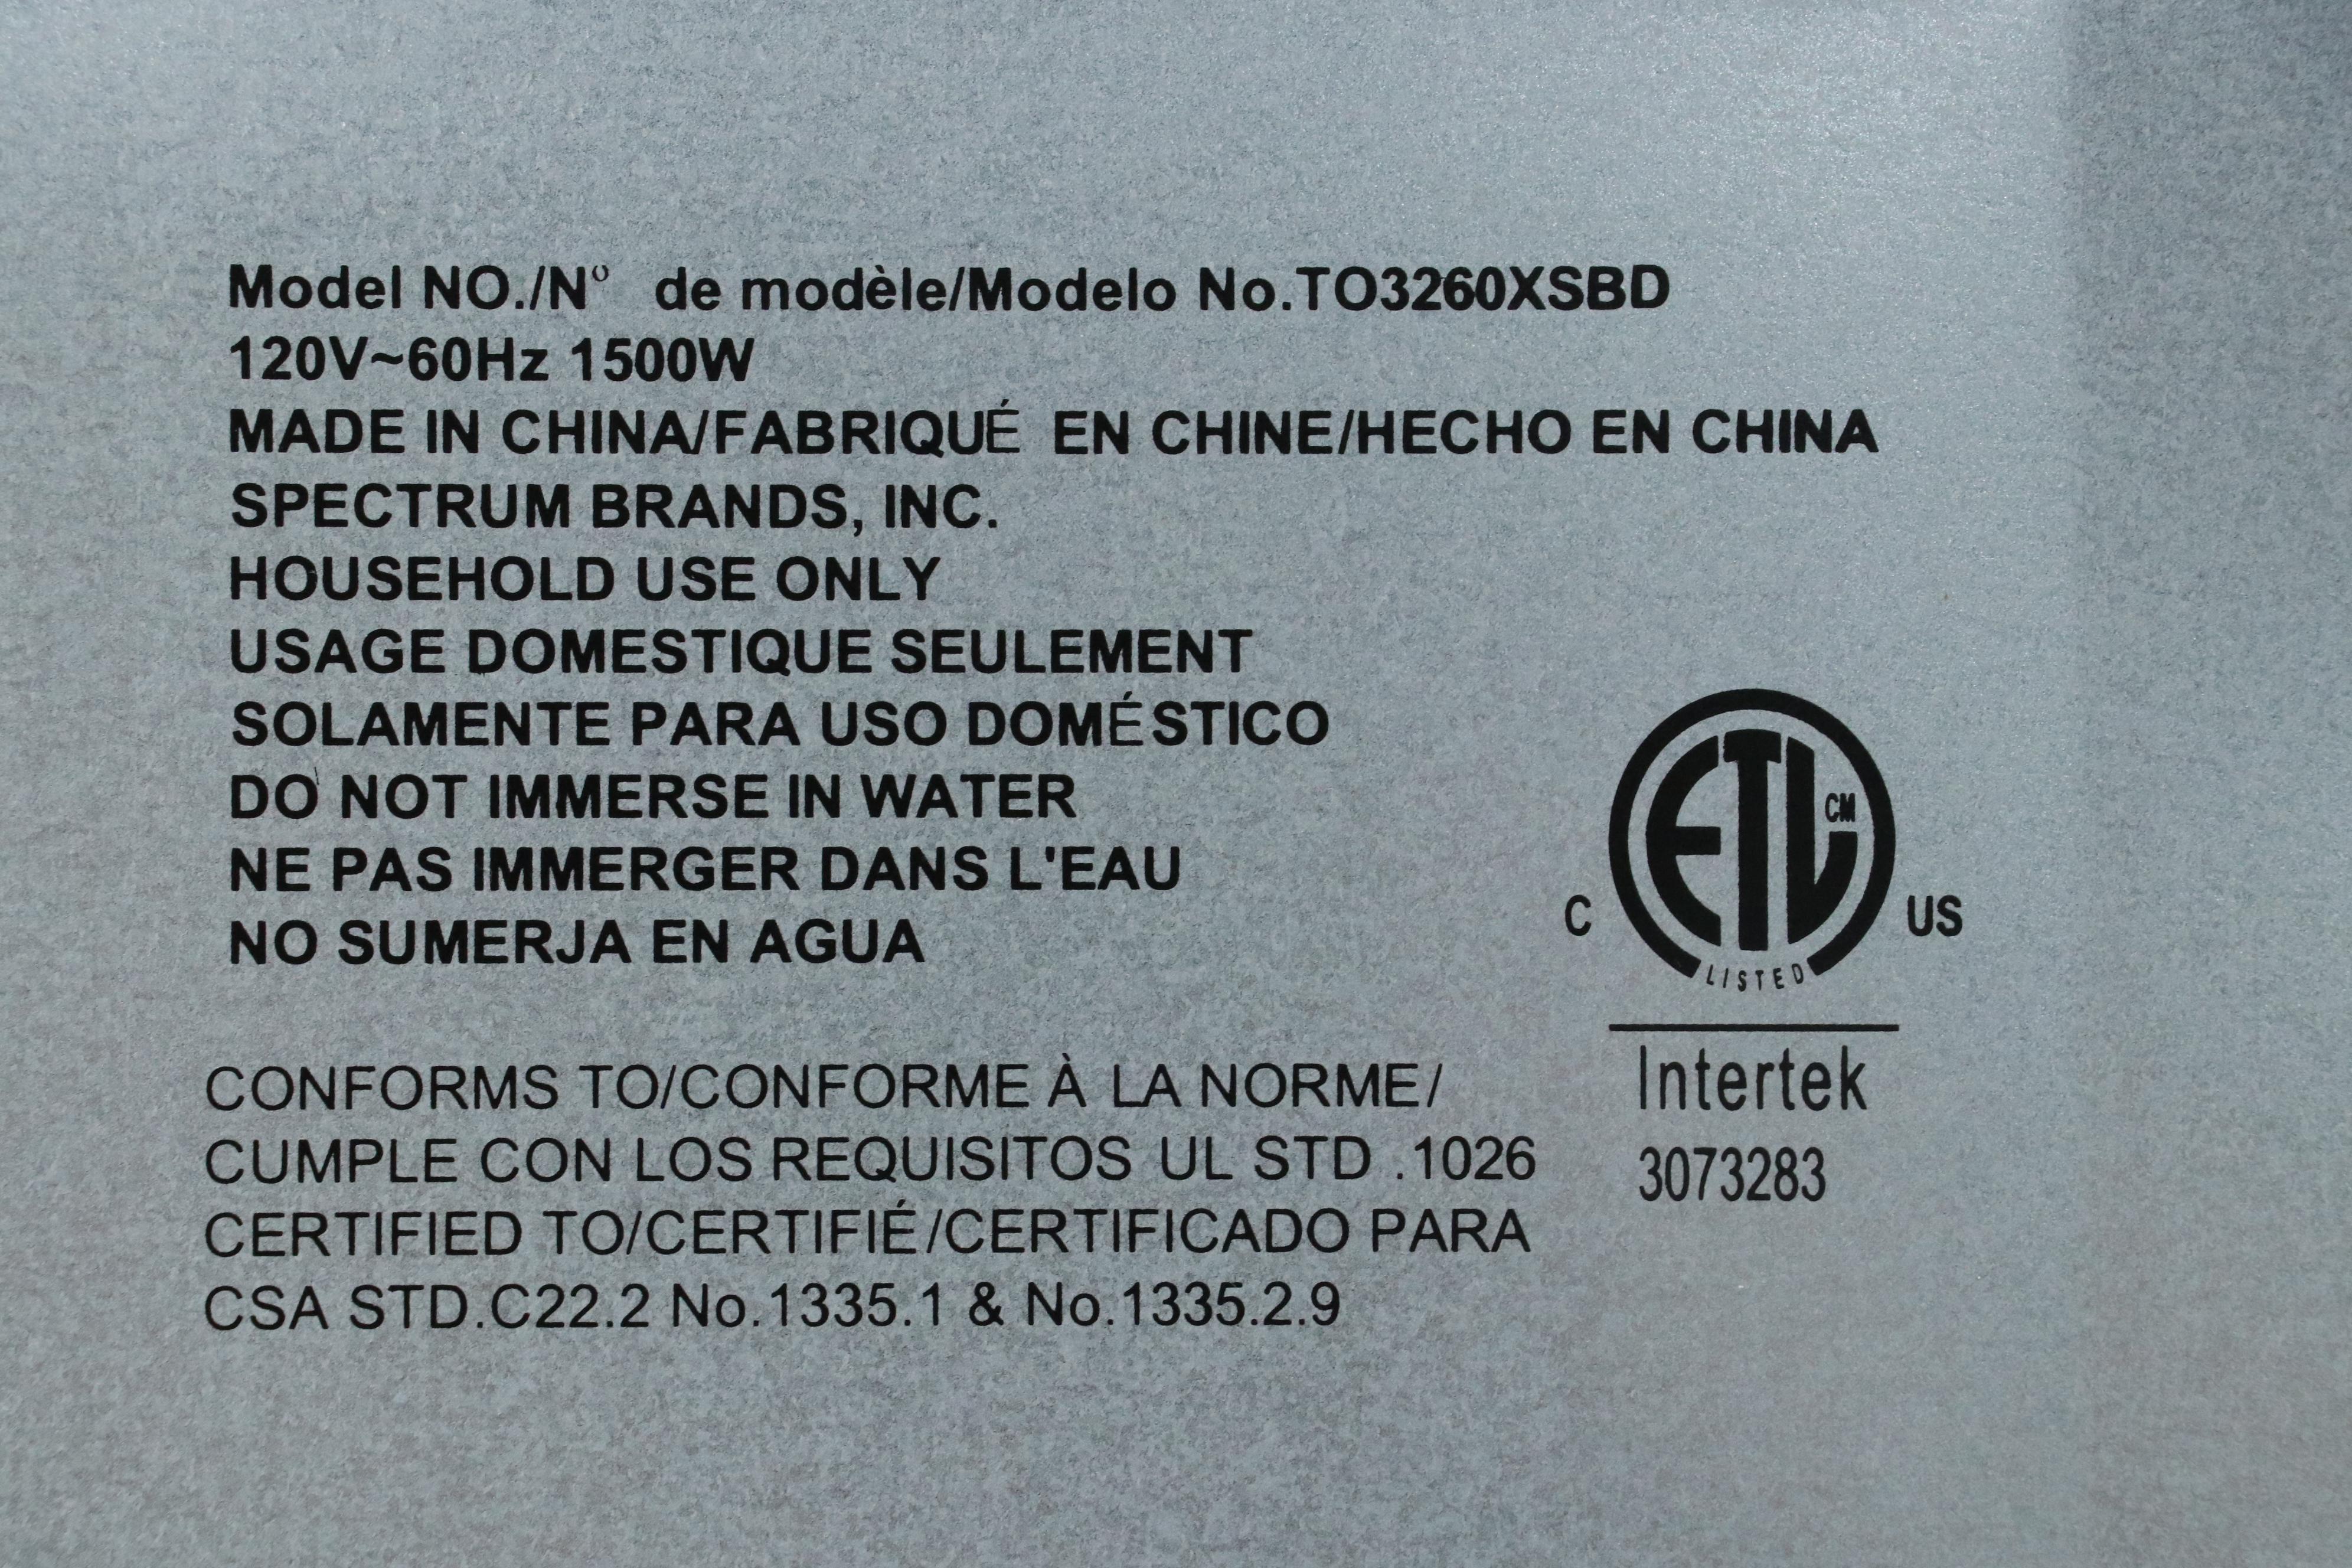 Model NO./Nº de modèle/Modelo No.TO3260XSBD
120V~60Hz 1500W
MADE IN CHINA/FABRIQUÉ EN CHINE/HECHO EN CHINA
SPECTRUM BRANDS, INC.
HOUSEHOLD USE ONLY
USAGE DOMESTIQUE SEULEMENT
SOLAMENTE PARA USO DOMÉSTICO
DO NOT IMMERSE IN WATER
NE PAS IMMERGER DANS L'EAU
NO SUMERJA EN AGUA
CONFORMS TO/CONFORME À LA NORME/
CUMPLE CON LOS REQUISITOS UL STD .1026
CERTIFIED TO/CERTIFIÉ/CERTIFICADO PARA
CSA STD.C22.2 No.1335.1 & No.1335.2.9
ETL CM
C US
LISTED
Intertek
3073283